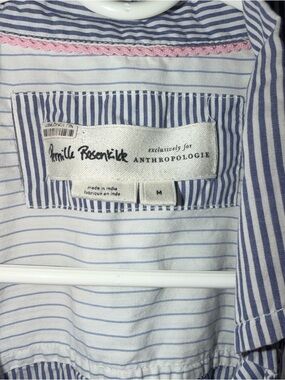 Pernille Rosenkilde
exclusively for
ANTHROPOLOGIE
made in india
fabriqué en inde
M